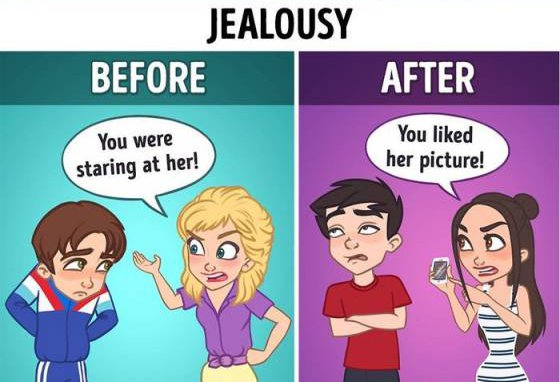 JEALOUSY
BEFORE
You were
staring at her!
AFTER
You liked
her picture!